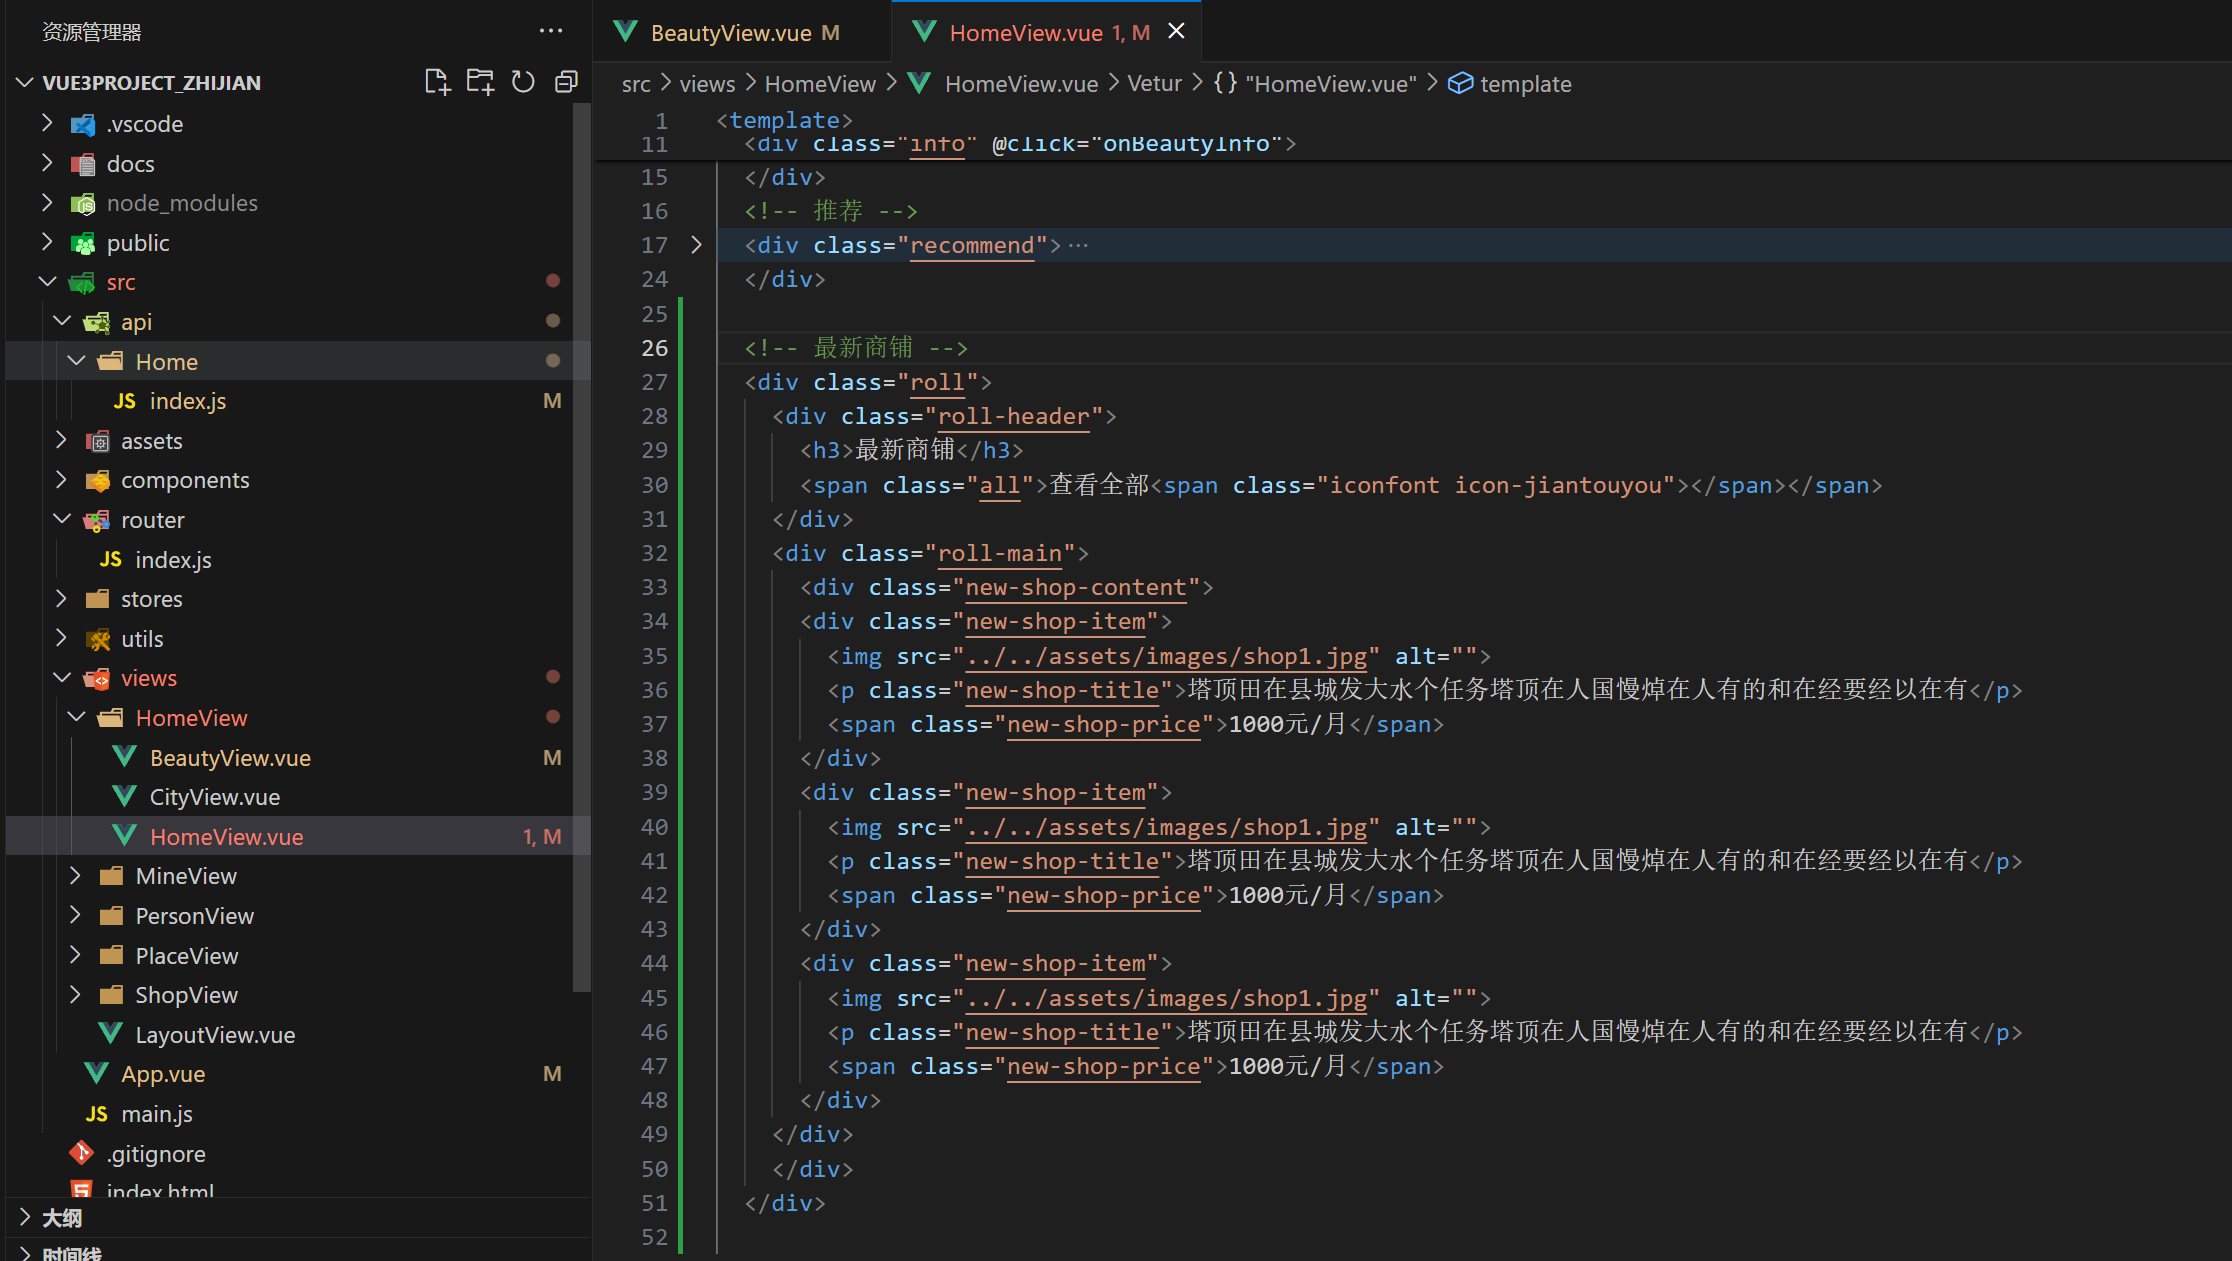 资源管理器
VUE3PROJECT_ZHIJIAN
.vscode
docs
node_modules
public
src
api
Home
index.js M
assets
components
router
index.js
stores
utils
views
HomeView
BeautyView.vue M
CityView.vue
HomeView.vue 1, M
MineView
PersonView
PlaceView
ShopView
LayoutView.vue
App.vue M
main.js
.gitignore
index.html
大纲
时间线
BeautyView.vue M
HomeView.vue 1, M
src > views > HomeView > HomeView.vue > Vetur > {} "HomeView.vue" > template
1 <template>
11 <div class="info" @click="onBeautyInfo">
15 </div>
16 <!-- 推荐 -->
17 <div class="recommend">···
24 </div>
25
26 <!-- 最新商铺 -->
27 <div class="roll">
28 <div class="roll-header">
29 <h3>最新商铺</h3>
30 <span class="all">查看全部<span class="iconfont icon-jiantouyou"></span></span>
31 </div>
32 <div class="roll-main">
33 <div class="new-shop-content">
34 <div class="new-shop-item">
35 <img src="../../assets/images/shop1.jpg" alt="">
36 <p class="new-shop-title">塔顶田在县城发大水个任务塔顶在人国慢焯在人有的和在经要经以在有</p>
37 <span class="new-shop-price">1000元/月</span>
38 </div>
39 <div class="new-shop-item">
40 <img src="../../assets/images/shop1.jpg" alt="">
41 <p class="new-shop-title">塔顶田在县城发大水个任务塔顶在人国慢焯在人有的和在经要经以在有</p>
42 <span class="new-shop-price">1000元/月</span>
43 </div>
44 <div class="new-shop-item">
45 <img src="../../assets/images/shop1.jpg" alt="">
46 <p class="new-shop-title">塔顶田在县城发大水个任务塔顶在人国慢焯在人有的和在经要经以在有</p>
47 <span class="new-shop-price">1000元/月</span>
48 </div>
49 </div>
50 </div>
51 </div>
52